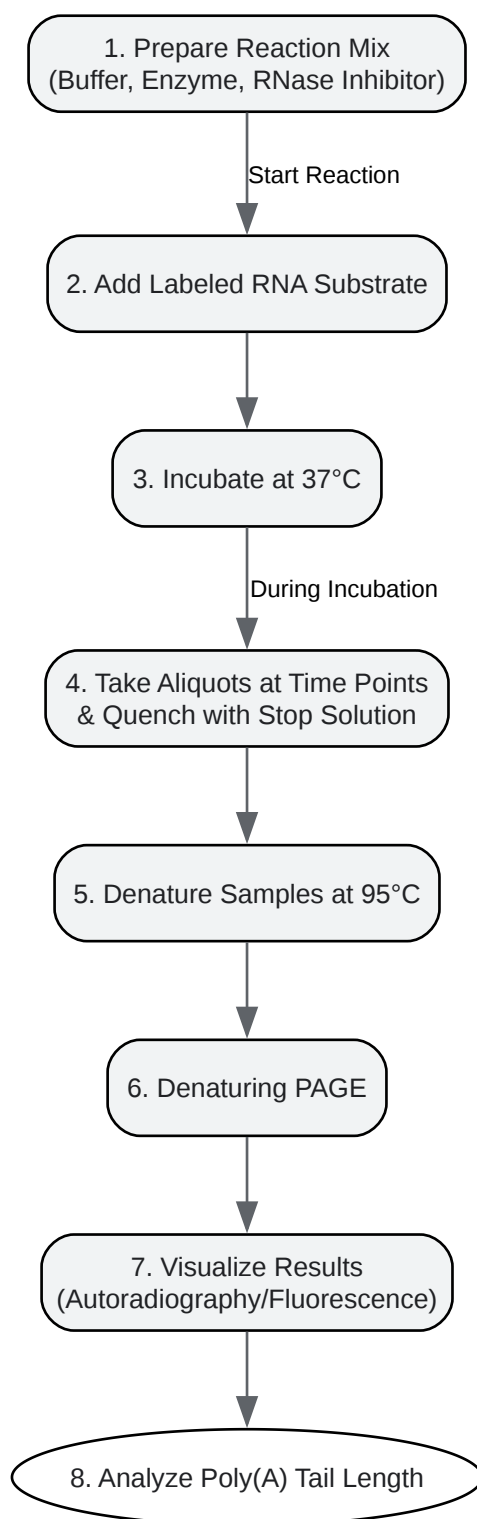 1. Prepare Reaction Mix
(Buffer, Enzyme, RNase Inhibitor)
Start Reaction
2. Add Labeled RNA Substrate
3. Incubate at 37°C
During Incubation
4. Take Aliquots at Time Points
& Quench with Stop Solution
5. Denature Samples at 95°C
6. Denaturing PAGE
7. Visualize Results
(Autoradiography/Fluorescence)
8. Analyze Poly(A) Tail Length